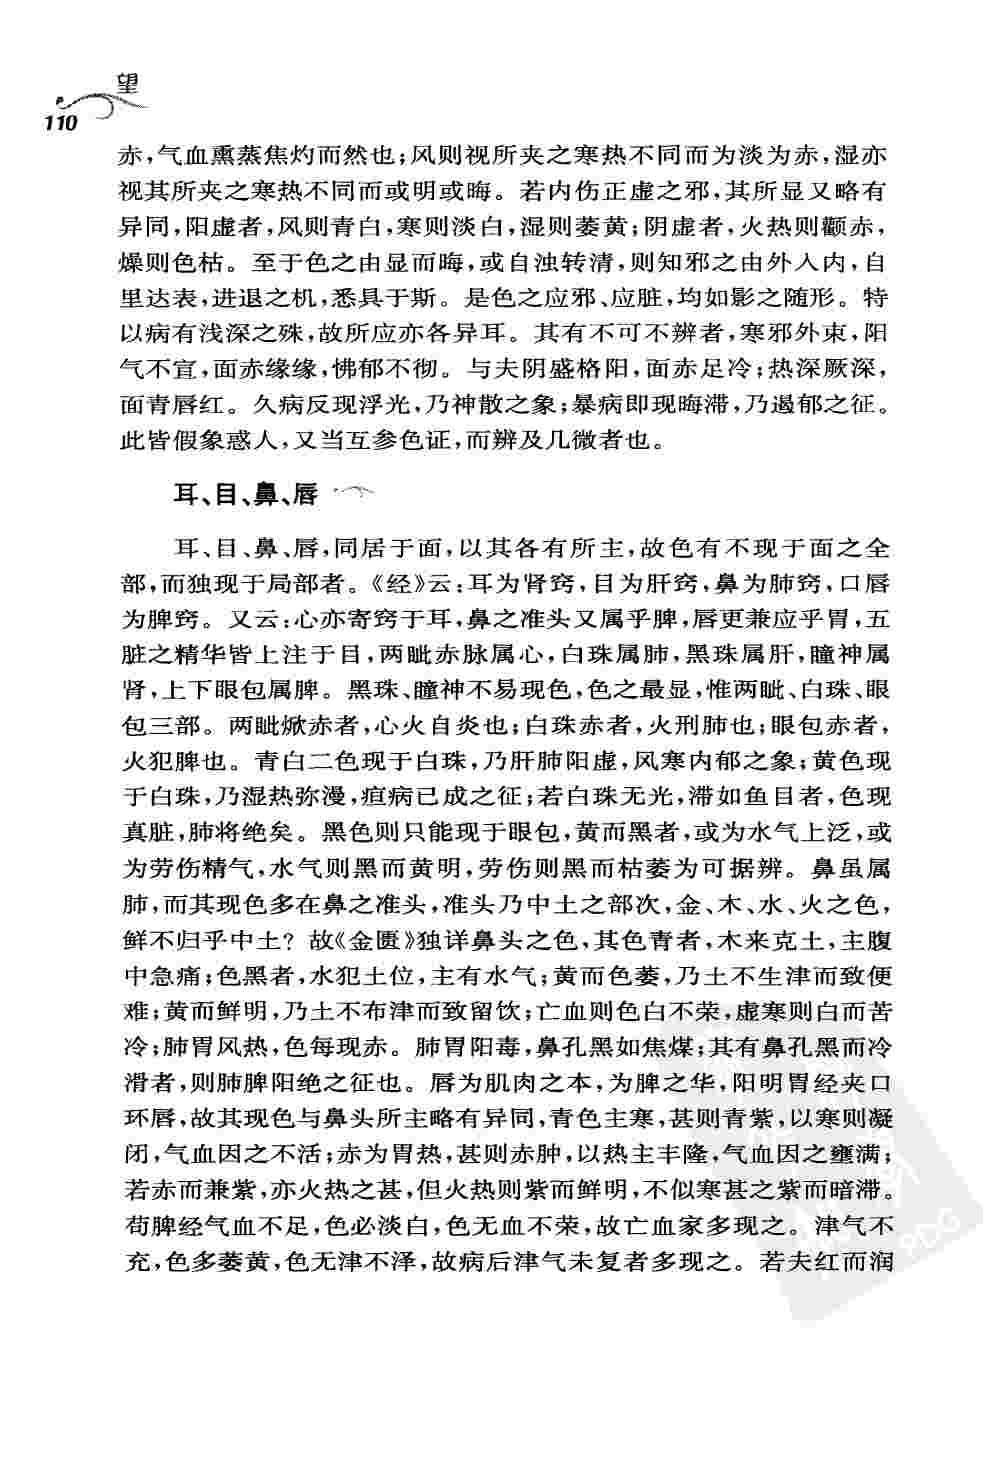 望
110
赤,气血熏蒸焦灼而然也;风则视所夹之寒热不同而为淡为赤,湿亦
视其所夹之寒热不同而或明或晦。若内伤正虚之邪,其所显又略有
异同,阳虚者,风则青白,寒则淡白,湿则萎黄;阴虚者,火热则颧赤,
燥则色枯。至于色之由显而晦,或自浊转清,则知邪之由外入内,自
里达表,进退之机,悉具于斯。是色之应邪、应脏,均如影之随形。特
以病有浅深之殊,故所应亦各异耳。其有不可不辨者,寒邪外束,阳
气不宣,面赤缘缘,怫郁不彻。与夫阴盛格阳,面赤足冷;热深厥深,
面青唇红。久病反现浮光,乃神散之象;暴病即现晦滞,乃遏郁之征。
此皆假象惑人,又当互参色证,而辨及几微者也。
耳、目、鼻、唇
耳、目、鼻、唇,同居于面,以其各有所主,故色有不现于面之全
部,而独现于局部者。《经》云:耳为肾窍,目为肝窍,鼻为肺窍,口唇
为脾窍。又云:心亦寄窍于耳,鼻之准头又属乎脾,唇更兼应乎胃,五
脏之精华皆上注于目,两眦赤脉属心,白珠属肺,黑珠属肝,瞳神属
肾,上下眼包属脾。黑珠、瞳神不易现色,色之最显,惟两眦、白珠、眼
包三部。两眦焮赤者,心火自炎也;白珠赤者,火刑肺也;眼包赤者,
火犯脾也。青白二色现于白珠,乃肝肺阳虚,风寒内郁之象;黄色现
于白珠,乃湿热弥漫,疸病已成之征;若白珠无光,滞如鱼目者,色现
真脏,肺将绝矣。黑色则只能现于眼包,黄而黑者,或为水气上泛,或
为劳伤精气,水气则黑而黄明,劳伤则黑而枯萎为可据辨。鼻虽属
肺,而其现色多在鼻之准头,准头乃中土之部次,金、木、水、火之色,
鲜不归乎中土?故《金匮》独详鼻头之色,其色青者,木来克土,主腹
中急痛;色黑者,水犯土位,主有水气;黄而色萎,乃土不生津而致便
难;黄而鲜明,乃土不布津而致留饮;亡血则色白不荣,虚寒则白而苦
冷;肺胃风热,色每现赤。肺胃阳毒,鼻孔黑如焦煤;其有鼻孔黑而冷
滑者,则肺脾阳绝之征也。唇为肌肉之本,为脾之华,阳明胃经夹口
环唇,故其现色与鼻头所主略有异同,青色主寒,甚则青紫,以寒则凝
闭,气血因之不活;赤为胃热,甚则赤肿,以热主丰隆,气血因之壅满;
若赤而兼紫,亦火热之甚,但火热则紫而鲜明,不似寒甚之紫而暗滞。
苟脾经气血不足,色必淡白,色无血不荣,故亡血家多现之。津气不
充,色多萎黄,色无津不泽,故病后津气未复者多现之。若夫红而润
PDG